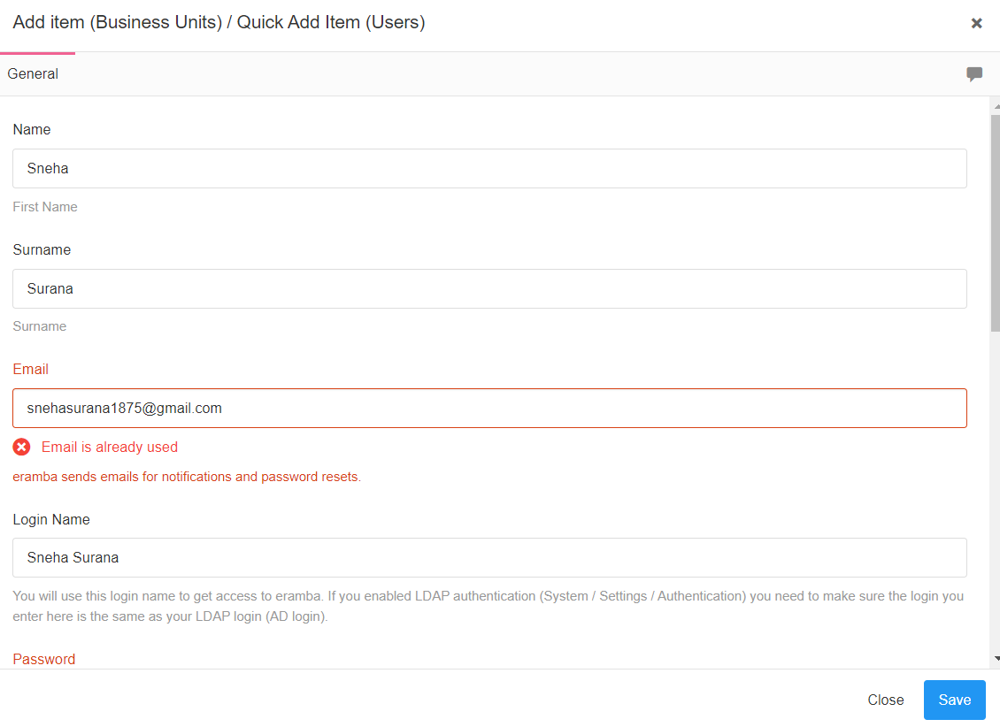 Add item (Business Units) / Quick Add Item (Users)
General
Name
Sneha
First Name
Surname
Surana
Surname
Email
snehasurana1875@gmail.com
Email is already used
eramba sends emails for notifications and password resets.
Login Name
Sneha Surana
You will use this login name to get access to eramba. If you enabled LDAP authentication (System / Settings / Authentication) you need to make sure the login you
enter here is the same as your LDAP login (AD login).
Password
Close
Save